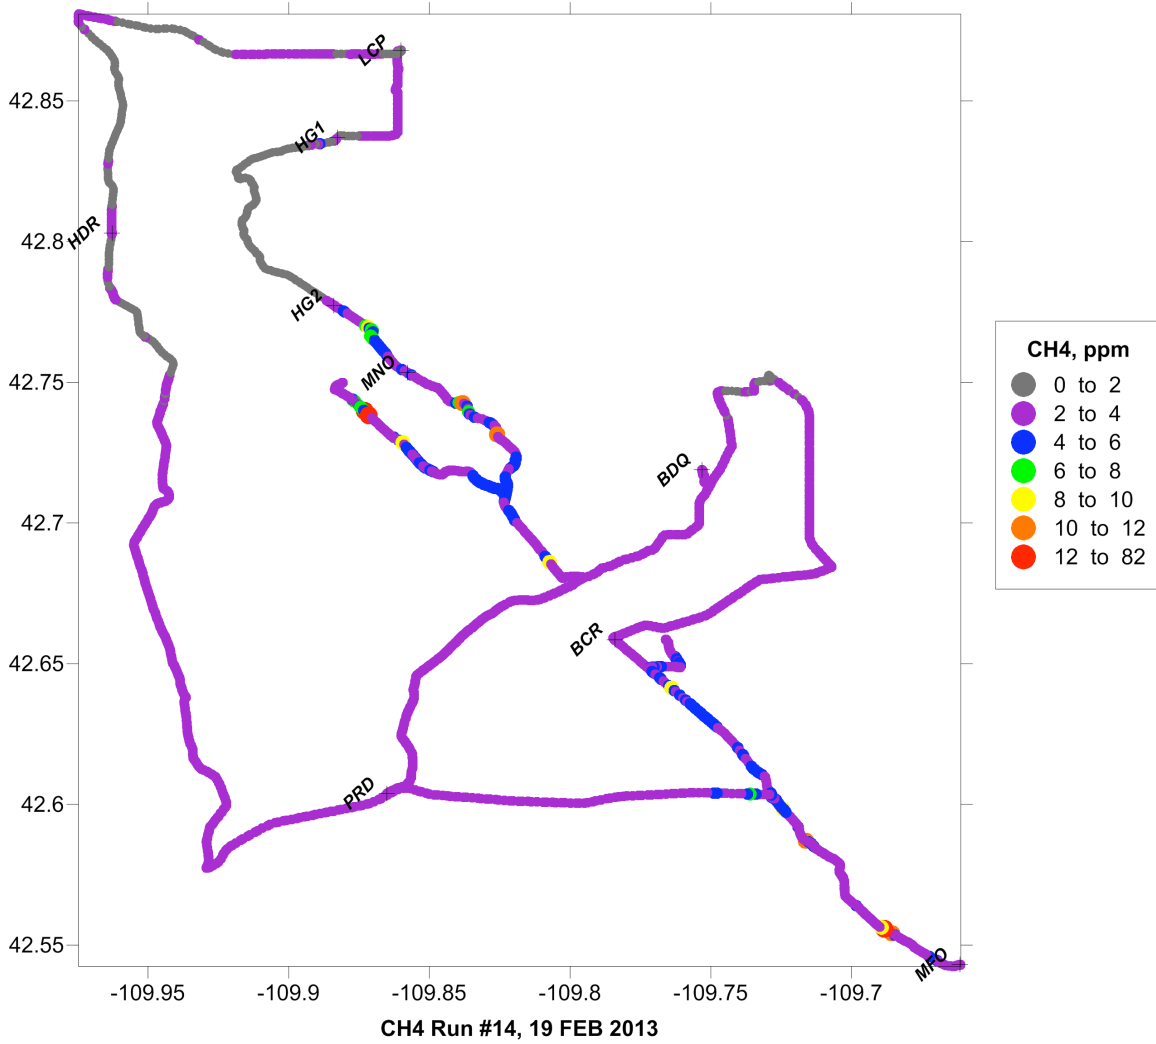 LCP
42.85
HG1
HDR
42.8
HG2
CH4, ppm
MNO
42.75
0 to 2
2 to 4
4 to 6
BDQ
6 to 8
8 to 10
42.7
10 to 12
12 to 82
BCR
42.65
PRD
42.6
42.55
MFO
-109.95 -109.9 -109.85 -109.8 -109.75 -109.7
CH4 Run #14, 19 FEB 2013